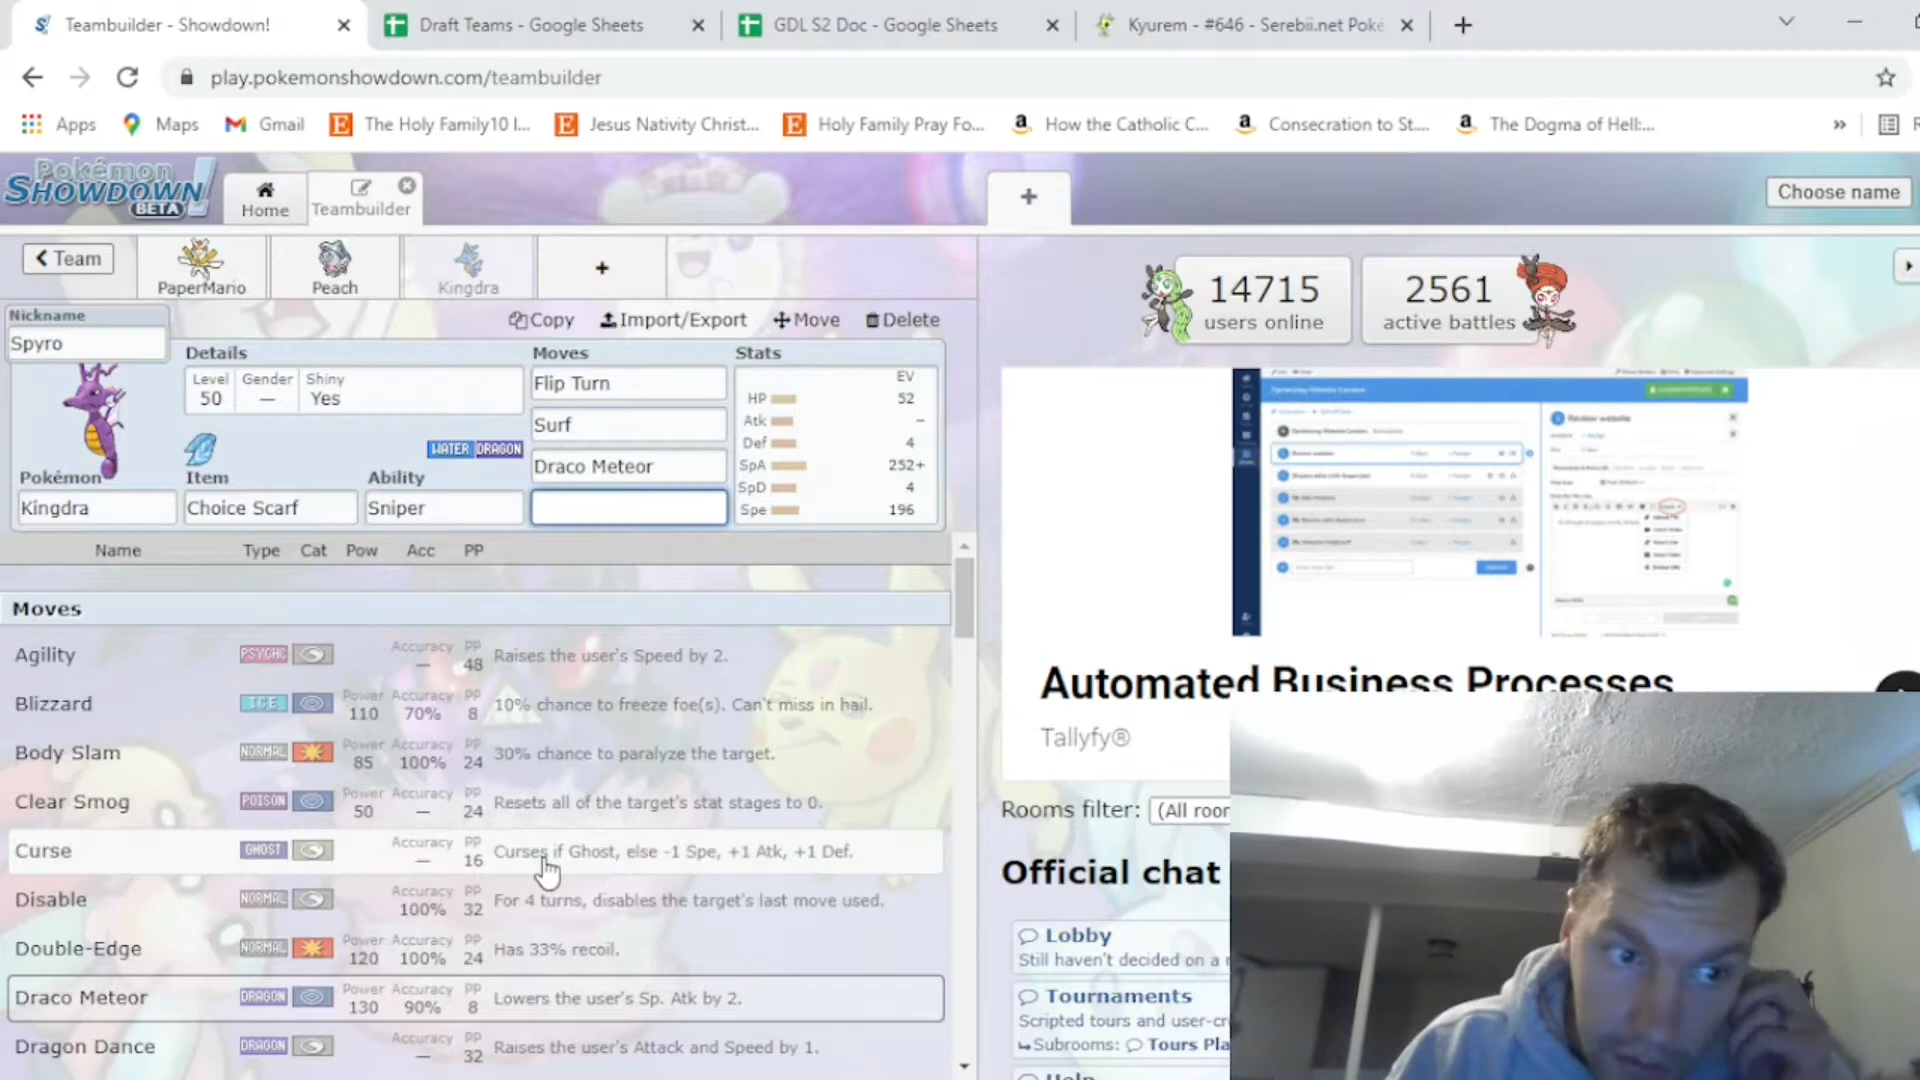 Teambuilder - Showdown!
Draft Teams - Google Sheets
GDL S2 Doc - Google Sheets
Kyurem - #646 - Serebii.net Poké
play.pokemonshowdown.com/teambuilder
Apps
Maps
Gmail
The Holy Family10 I...
Jesus Nativity Christ...
Holy Family Pray Fo...
How the Catholic C...
Consecration to St....
The Dogma of Hell:...
Pokémon
SHOWDOWN!
BETA
Home
Teambuilder
Choose name
Team
PaperMario
Peach
Kingdra
Copy
Import/Export
Move
Delete
Nickname
Spyro
Details
Level
50
Gender
—
Shiny
Yes
WATER DRAGON
Pokémon
Kingdra
Item
Choice Scarf
Ability
Sniper
Moves
Flip Turn
Surf
Draco Meteor
Stats
EV
HP 52
Atk –
Def 4
SpA 252+
SpD 4
Spe 196
Name Type Cat Pow Acc PP
Moves
Agility PSYCHC Accuracy — PP 48 Raises the user's Speed by 2.
Blizzard ICE Power 110 Accuracy 70% PP 8 10% chance to freeze foe(s). Can't miss in hail.
Body Slam NORMAL Power 85 Accuracy 100% PP 24 30% chance to paralyze the target.
Clear Smog POISON Power 50 Accuracy — PP 24 Resets all of the target's stat stages to 0.
Curse GHOST Accuracy — PP 16 Curses if Ghost, else -1 Spe, +1 Atk, +1 Def.
Disable NORMAL Accuracy 100% PP 32 For 4 turns, disables the target's last move used.
Double-Edge NORMAL Power 120 Accuracy 100% PP 24 Has 33% recoil.
Draco Meteor DRAGON Power 130 Accuracy 90% PP 8 Lowers the user's Sp. Atk by 2.
Dragon Dance DRAGON Accuracy — PP 32 Raises the user's Attack and Speed by 1.
14715
users online
2561
active battles
Automated Business Processes
Tallyfy®
Rooms filter: (All roor
Official chat
Lobby
Still haven't decided on a
Tournaments
Scripted tours and user-cr
Subrooms: Tours Pla
Help